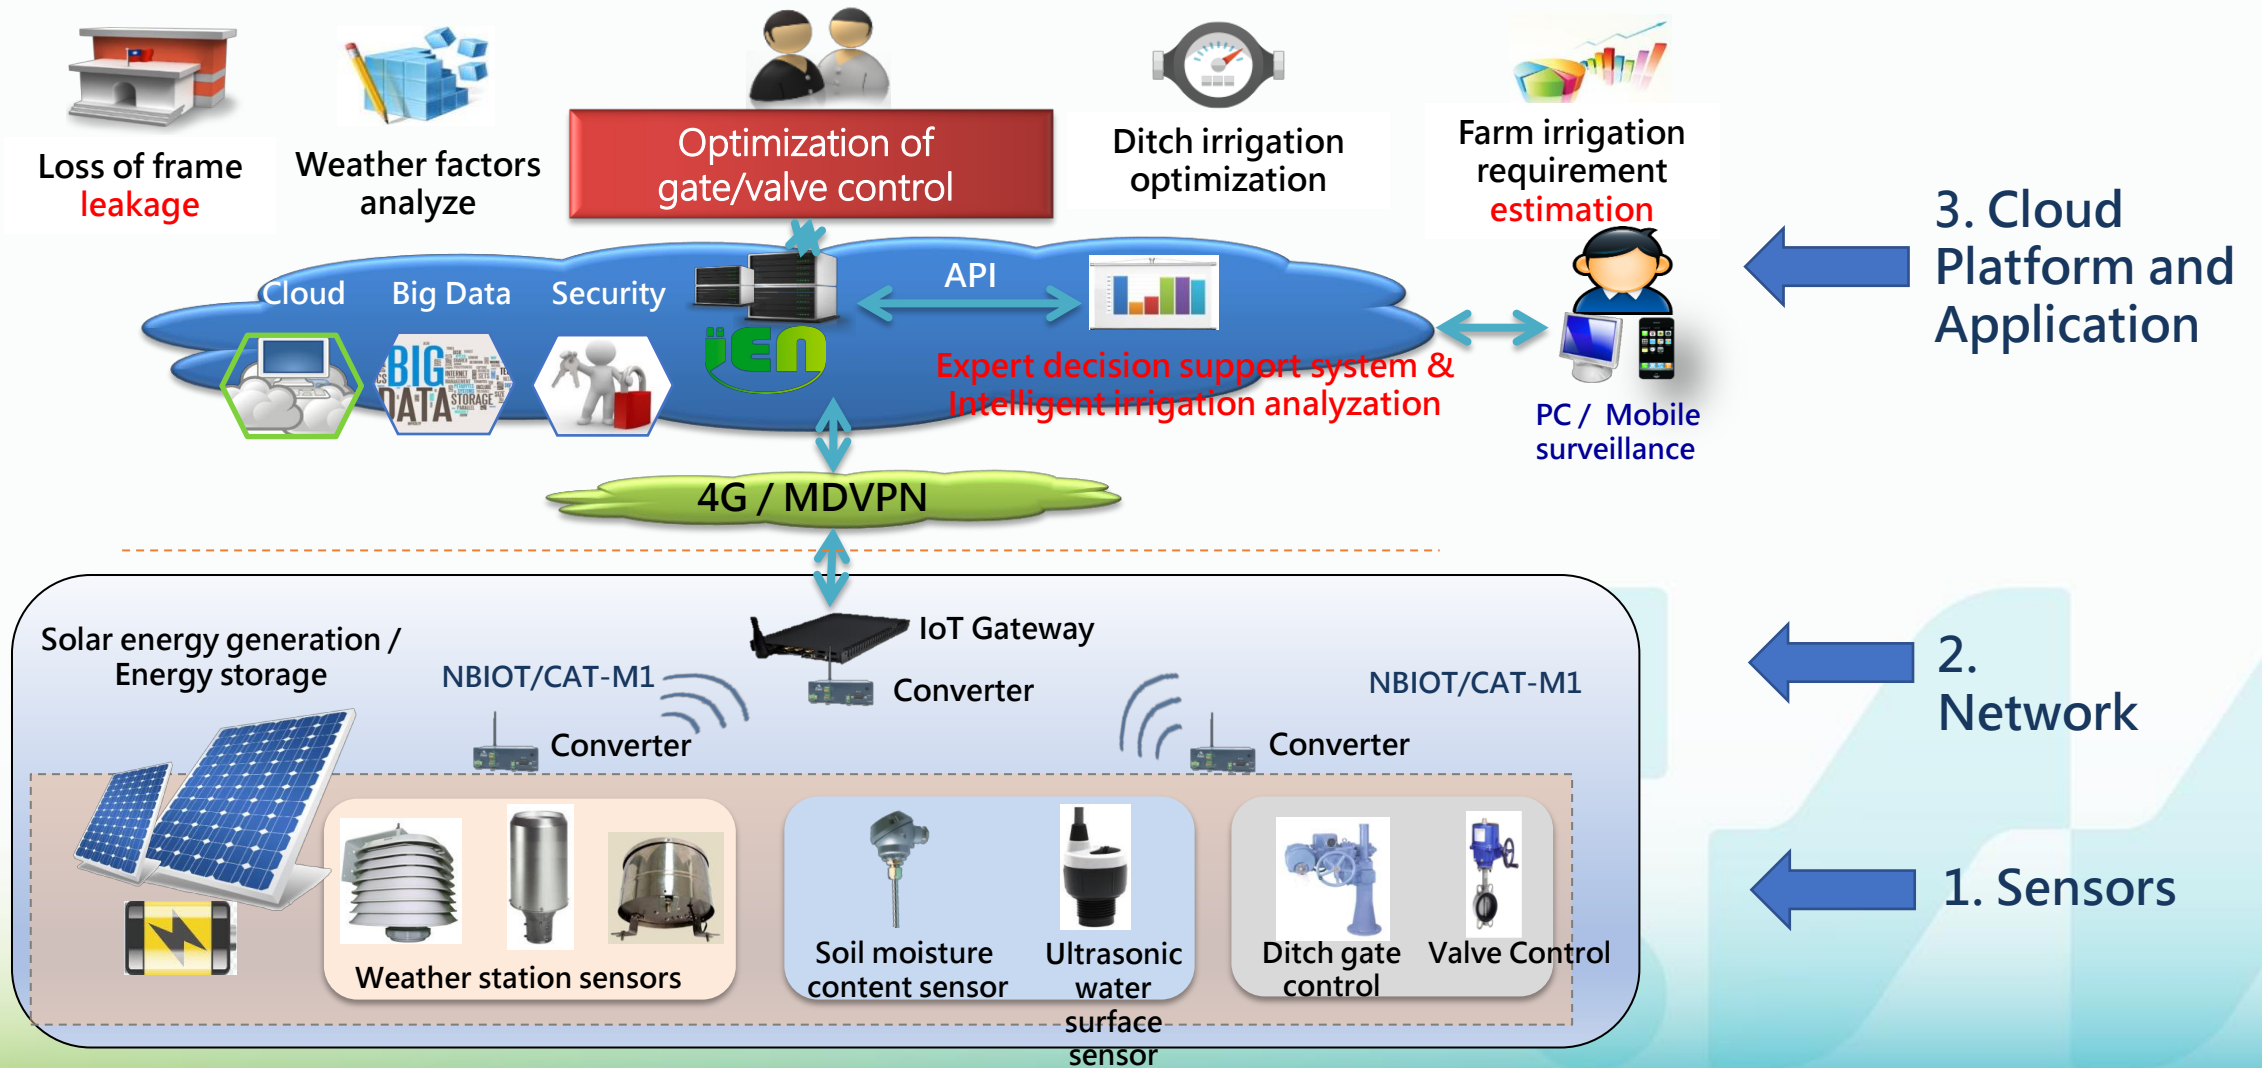 Loss of frame
leakage
Weather factors
analyze
Optimization of
gate/valve control
Ditch irrigation
optimization
Farm irrigation
requirement
estimation
3. Cloud
Platform and
Application
Cloud
Big Data
Security
API
BIG
DATA
STORAGE
iEN
Expert decision support system &
Intelligent irrigation analyzation
PC / Mobile
surveillance
4G / MDVPN
Solar energy generation /
Energy storage
IoT Gateway
NBIOT/CAT-M1
Converter
NBIOT/CAT-M1
Converter
Converter
2.
Network
1. Sensors
Weather station sensors
Soil moisture
content sensor
Ultrasonic
water
surface
sensor
Ditch gate
control
Valve Control